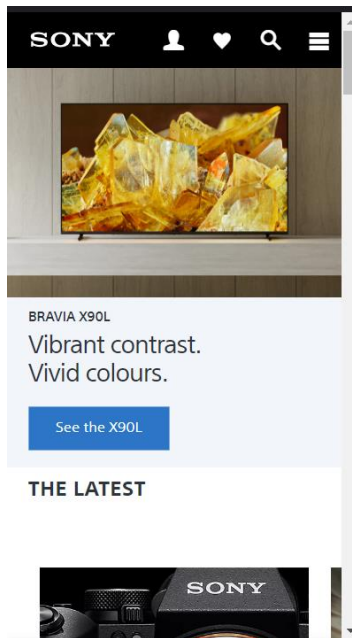 SONY
BRAVIA X90L
Vibrant contrast.
Vivid colours.
See the X90L
THE LATEST
SONY